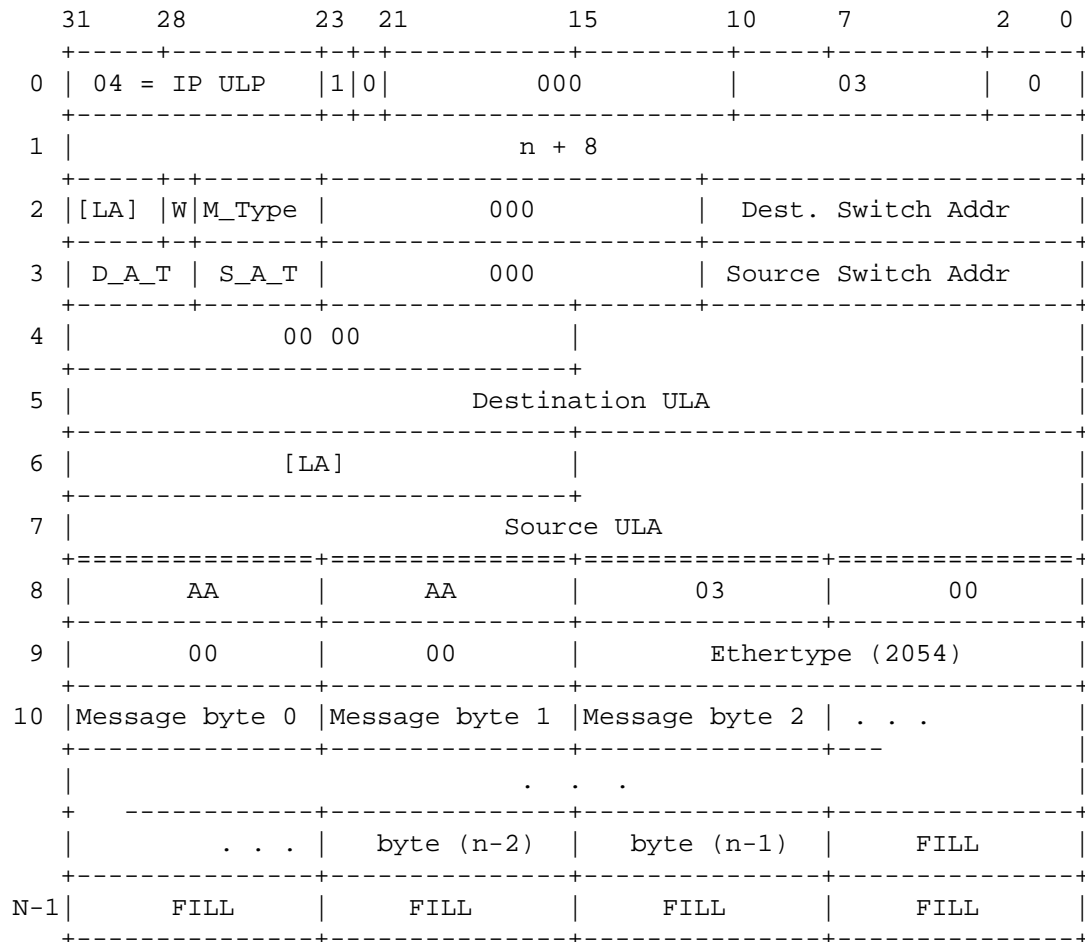 31    28         23  21           15         10     7          2    0
+-----+---------+-+-+-----------+---------+-----+---------+-----+
0 | 04 = IP ULP |1|0| 000 | 03 | 0 |
+---------------+-+-+---------------------+---------------+-----+
1 | n + 8 |
+-----+-+-------+-----------------------+-----------------------+
2 |[LA] |W|M_Type | 000 | Dest. Switch Addr |
+-----+-+-------+-----------------------+-----------------------+
3 | D_A_T | S_A_T | 000 | Source Switch Addr |
+-------+-------+---------------+-------+-----------------------+
4 | 00 00 | |
+-------------------------------+ |
5 | Destination ULA |
+-------------------------------+-------------------------------+
6 | [LA] | |
+-------------------------------+ |
7 | Source ULA |
+===============+===============+===============+===============+
8 | AA | AA | 03 | 00 |
+---------------+---------------+---------------+---------------+
9 | 00 | 00 | Ethertype (2054) |
+---------------+---------------+-------------------------------+
10 |Message byte 0 |Message byte 1 |Message byte 2 | . . . |
+---------------+---------------+---------------+--- |
| . . . |
+ ------------+---------------+---------------+---------------+
| . . . | byte (n-2) | byte (n-1) | FILL |
+---------------+---------------+---------------+---------------+
N-1| FILL | FILL | FILL | FILL |
+---------------+---------------+---------------+---------------+